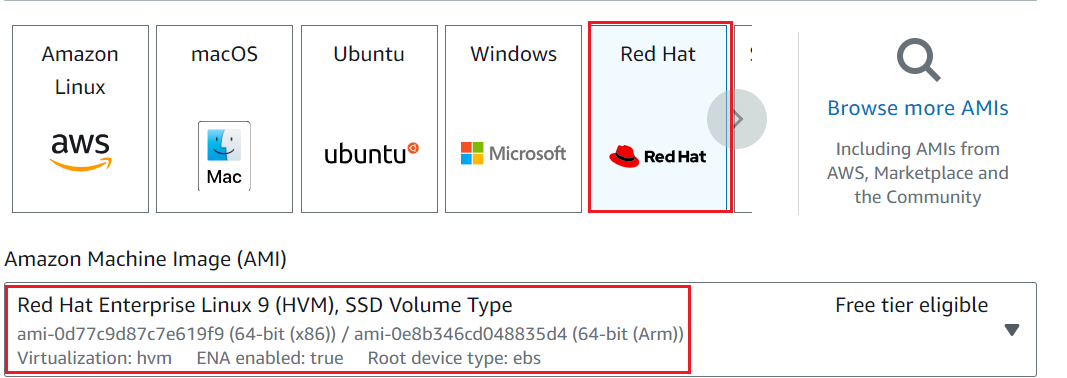 Amazon
Linux
aws
macOS
Mac
Ubuntu
ubuntu
Windows
Microsoft
Red Hat
Red Hat
Browse more AMIs
Including AMIs from
AWS, Marketplace and
the Community
Amazon Machine Image (AMI)
Red Hat Enterprise Linux 9 (HVM), SSD Volume Type
Free tier eligible
ami-0d77c9d87c7e619f9 (64-bit (x86)) / ami-0e8b346cd048835d4 (64-bit (Arm))
Virtualization: hvm ENA enabled: true Root device type: ebs